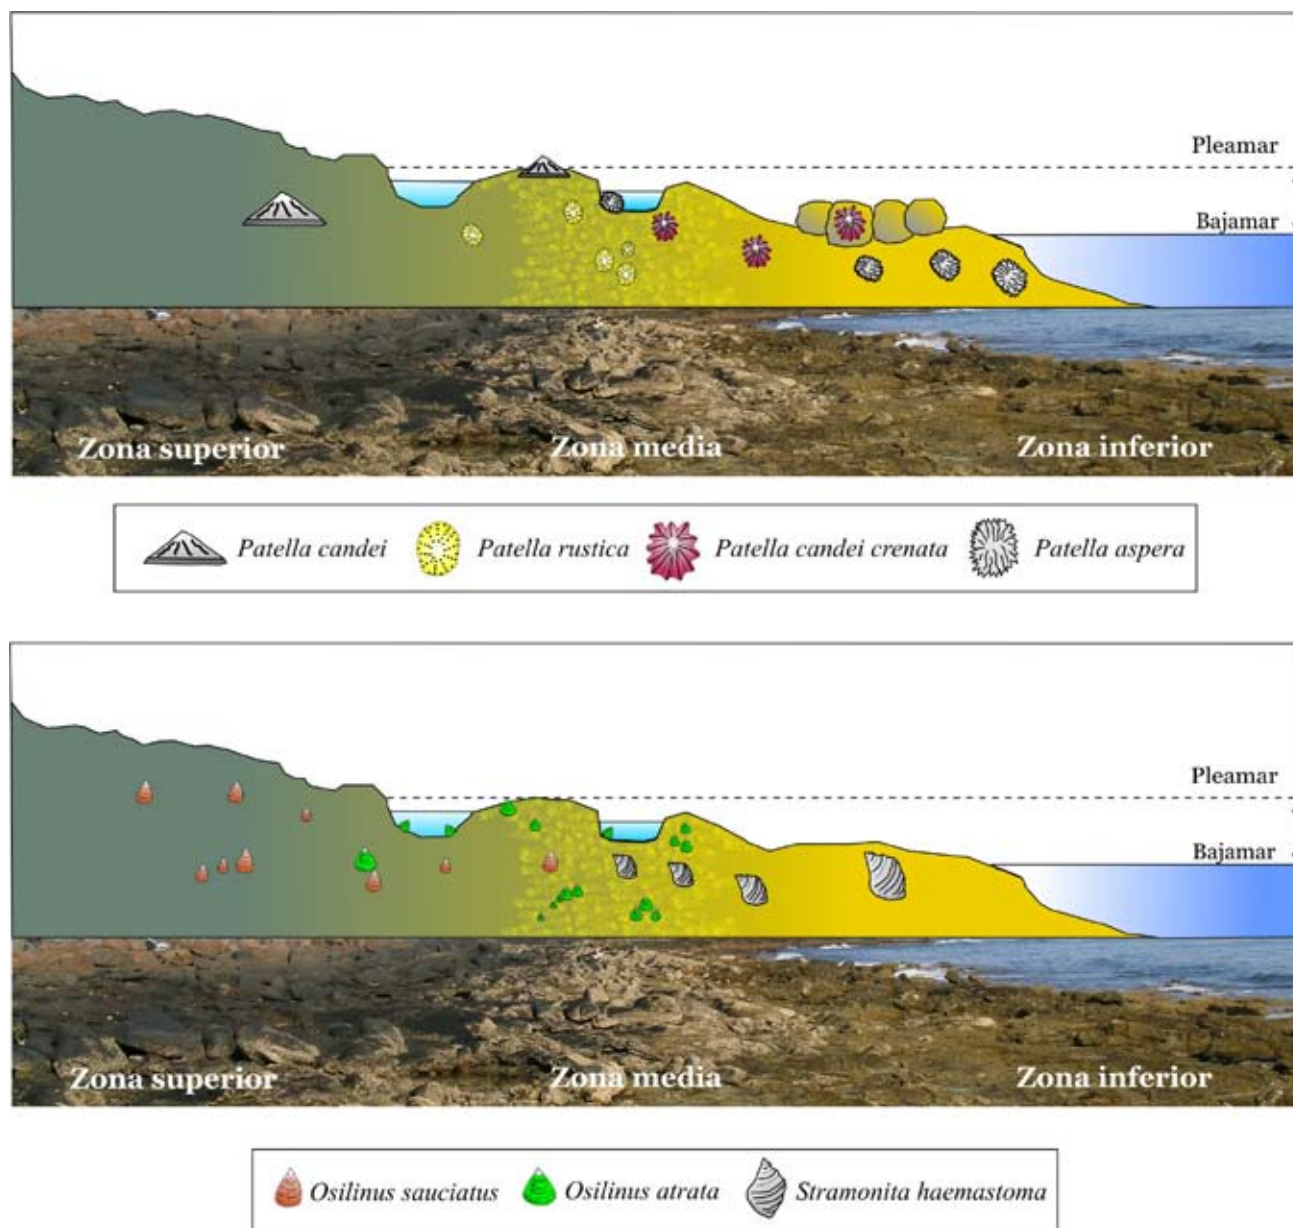 Pleamar
Bajamar
Zona superior
Zona media
Zona inferior
Patella candei
Patella rustica
Patella candei crenata
Patella aspera
Pleamar
Bajamar
Zona superior
Zona media
Zona inferior
Osilinus sauciatus
Osilinus atrata
Stramonita haemastoma